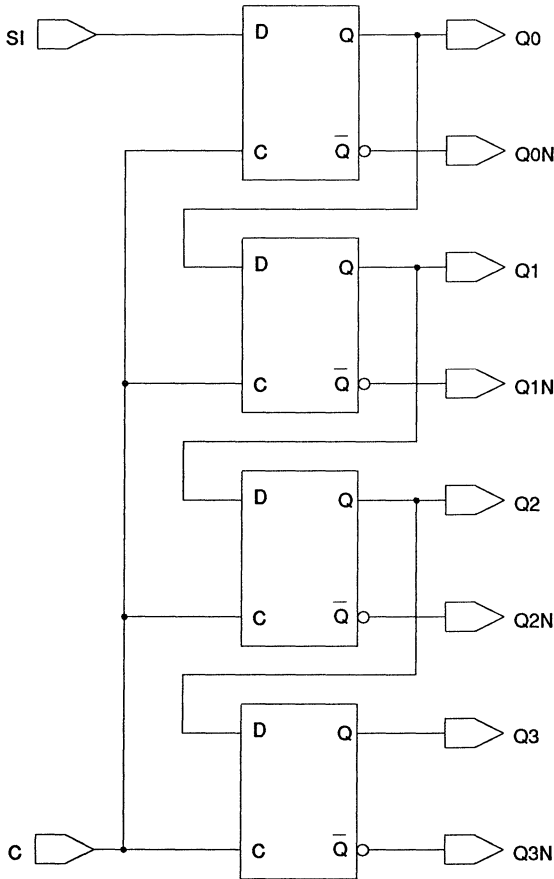 SI
D Q Q0
C Q̅ Q0N
D Q Q1
C Q̅ Q1N
D Q Q2
C Q̅ Q2N
D Q Q3
C C Q̅ Q3N